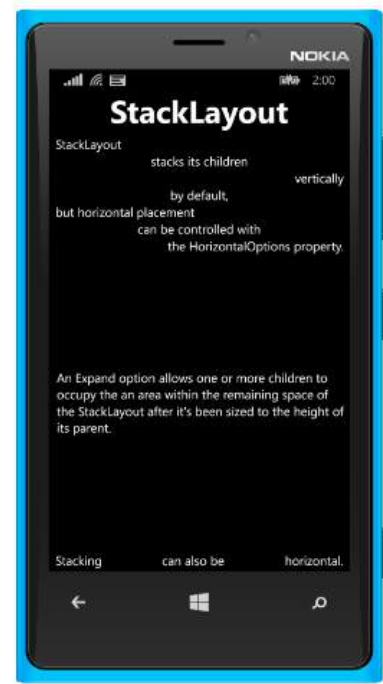 NOKIA
2:00
StackLayout
StackLayout
stacks its children
vertically
by default,
but horizontal placement
can be controlled with
the HorizontalOptions property.
An Expand option allows one or more children to
occupy the an area within the remaining space of
the StackLayout after it's been sized to the height of
its parent.
Stacking can also be horizontal.